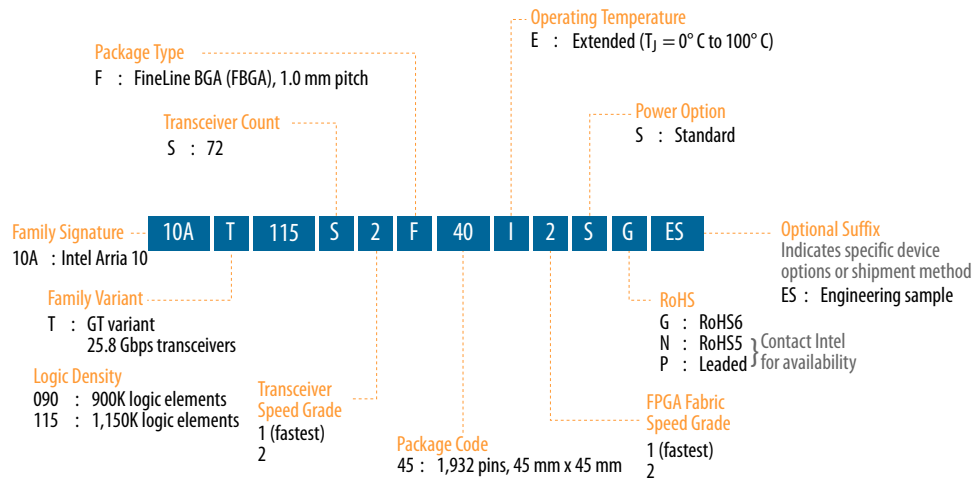 Operating Temperature
E : Extended (TJ = 0° C to 100° C)
Package Type
F : FineLine BGA (FBGA), 1.0 mm pitch
Power Option
S : Standard
Transceiver Count
S : 72
Family Signature
10A : Intel Arria 10
10A T 115 S 2 F 40 I 2 S G ES
Optional Suffix
Indicates specific device
options or shipment method
ES : Engineering sample
Family Variant
T : GT variant
25.8 Gbps transceivers
RoHS
G : RoHS6
N : RoHS5
P : Leaded
} Contact Intel
for availability
Logic Density
090 : 900K logic elements
115 : 1,150K logic elements
Transceiver
Speed Grade
1 (fastest)
2
Package Code
45 : 1,932 pins, 45 mm x 45 mm
FPGA Fabric
Speed Grade
1 (fastest)
2